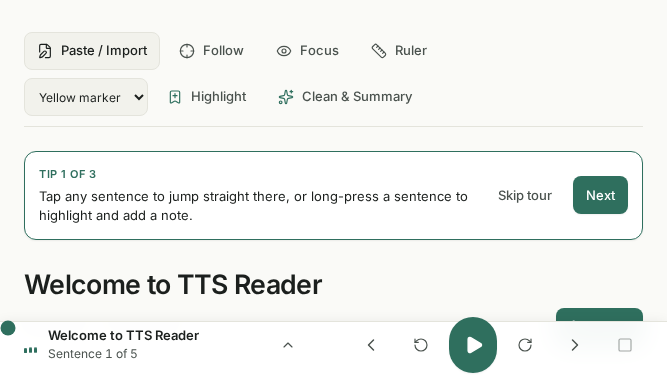 Paste / Import
Follow
Focus
Ruler
Yellow marker
Highlight
Clean & Summary
TIP 1 OF 3
Tap any sentence to jump straight there, or long-press a sentence to
highlight and add a note.
Skip tour
Next
Welcome to TTS Reader
Welcome to TTS Reader
Sentence 1 of 5